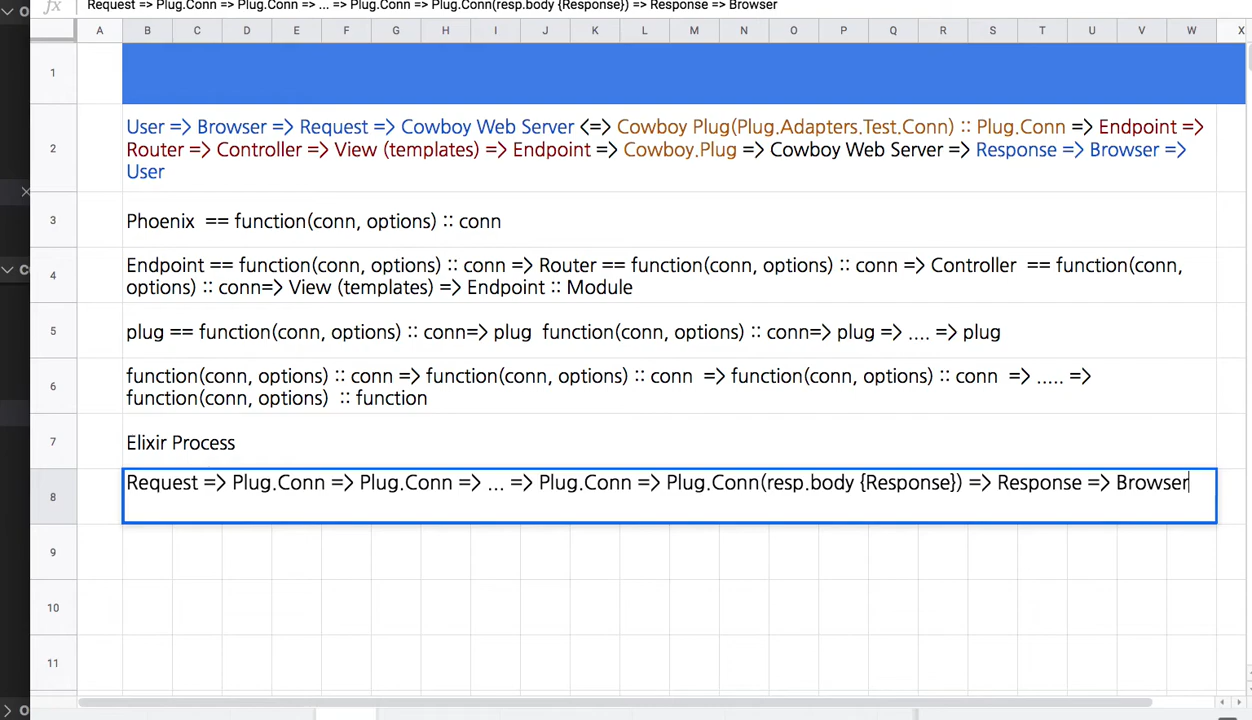 Request => Plug.Conn => Plug.Conn => ... => Plug.Conn => Plug.Conn(resp.body {Response}) => Response => Browser
A B C D E F G H I J K L M N O P Q R S T U V W X
1
2
User => Browser => Request => Cowboy Web Server <=> Cowboy Plug(Plug.Adapters.Test.Conn) :: Plug.Conn => Endpoint =>
Router => Controller => View (templates) => Endpoint => Cowboy.Plug => Cowboy Web Server => Response => Browser =>
User
3
Phoenix  == function(conn, options) :: conn
4
Endpoint == function(conn, options) :: conn => Router == function(conn, options) :: conn => Controller  == function(conn,
options) :: conn=> View (templates) => Endpoint :: Module
5
plug == function(conn, options) :: conn=> plug  function(conn, options) :: conn=> plug => .... => plug
6
function(conn, options) :: conn => function(conn, options) :: conn  => function(conn, options) :: conn  => ..... =>
function(conn, options)  :: function
7
Elixir Process
8
Request => Plug.Conn => Plug.Conn => ... => Plug.Conn => Plug.Conn(resp.body {Response}) => Response => Browser
9
10
11